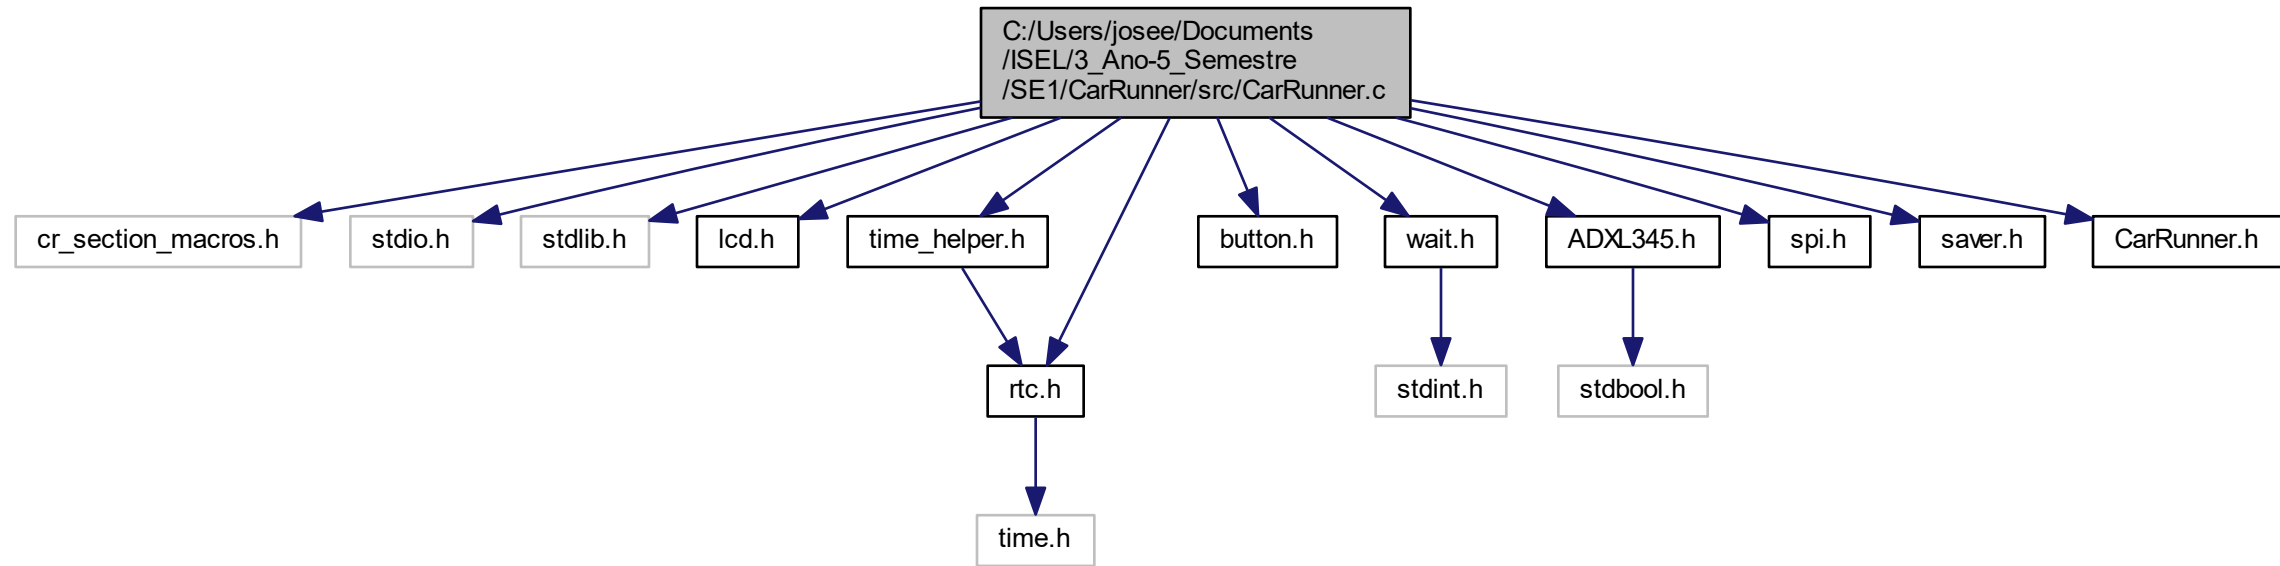 C:/Users/josee/Documents
/ISEL/3_Ano-5_Semestre
/SE1/CarRunner/src/CarRunner.c
cr_section_macros.h
stdio.h
stdlib.h
lcd.h
time_helper.h
button.h
wait.h
ADXL345.h
spi.h
saver.h
CarRunner.h
rtc.h
stdint.h
stdbool.h
time.h